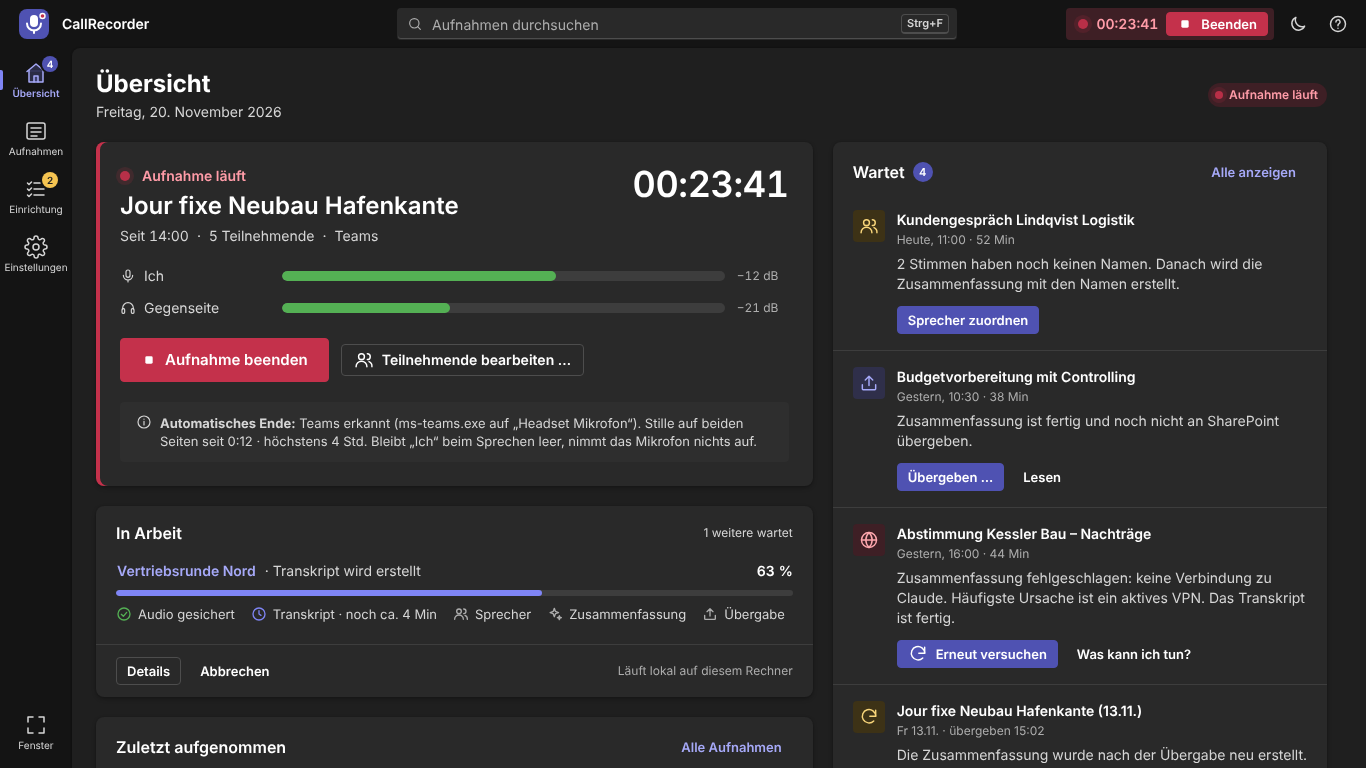 CallRecorder
Aufnahmen durchsuchen
Strg+F
00:23:41
Beenden
4
Übersicht
Aufnahmen
2
Einrichtung
Einstellungen
Fenster
Übersicht
Freitag, 20. November 2026
Aufnahme läuft
Aufnahme läuft
00:23:41
Jour fixe Neubau Hafenkante
Seit 14:00 · 5 Teilnehmende · Teams
Ich
−12 dB
Gegenseite
−21 dB
Aufnahme beenden
Teilnehmende bearbeiten ...
Automatisches Ende: Teams erkannt (ms-teams.exe auf „Headset Mikrofon“). Stille auf beiden
Seiten seit 0:12 · höchstens 4 Std. Bleibt „Ich“ beim Sprechen leer, nimmt das Mikrofon nichts auf.
In Arbeit
1 weitere wartet
Vertriebsrunde Nord · Transkript wird erstellt
63 %
Audio gesichert
Transkript · noch ca. 4 Min
Sprecher
Zusammenfassung
Übergabe
Details
Abbrechen
Läuft lokal auf diesem Rechner
Zuletzt aufgenommen
Alle Aufnahmen
Wartet 4
Alle anzeigen
Kundengespräch Lindqvist Logistik
Heute, 11:00 · 52 Min
2 Stimmen haben noch keinen Namen. Danach wird die
Zusammenfassung mit den Namen erstellt.
Sprecher zuordnen
Budgetvorbereitung mit Controlling
Gestern, 10:30 · 38 Min
Zusammenfassung ist fertig und noch nicht an SharePoint
übergeben.
Übergeben ...
Lesen
Abstimmung Kessler Bau – Nachträge
Gestern, 16:00 · 44 Min
Zusammenfassung fehlgeschlagen: keine Verbindung zu
Claude. Häufigste Ursache ist ein aktives VPN. Das Transkript
ist fertig.
Erneut versuchen
Was kann ich tun?
Jour fixe Neubau Hafenkante (13.11.)
Fr 13.11. · übergeben 15:02
Die Zusammenfassung wurde nach der Übergabe neu erstellt.